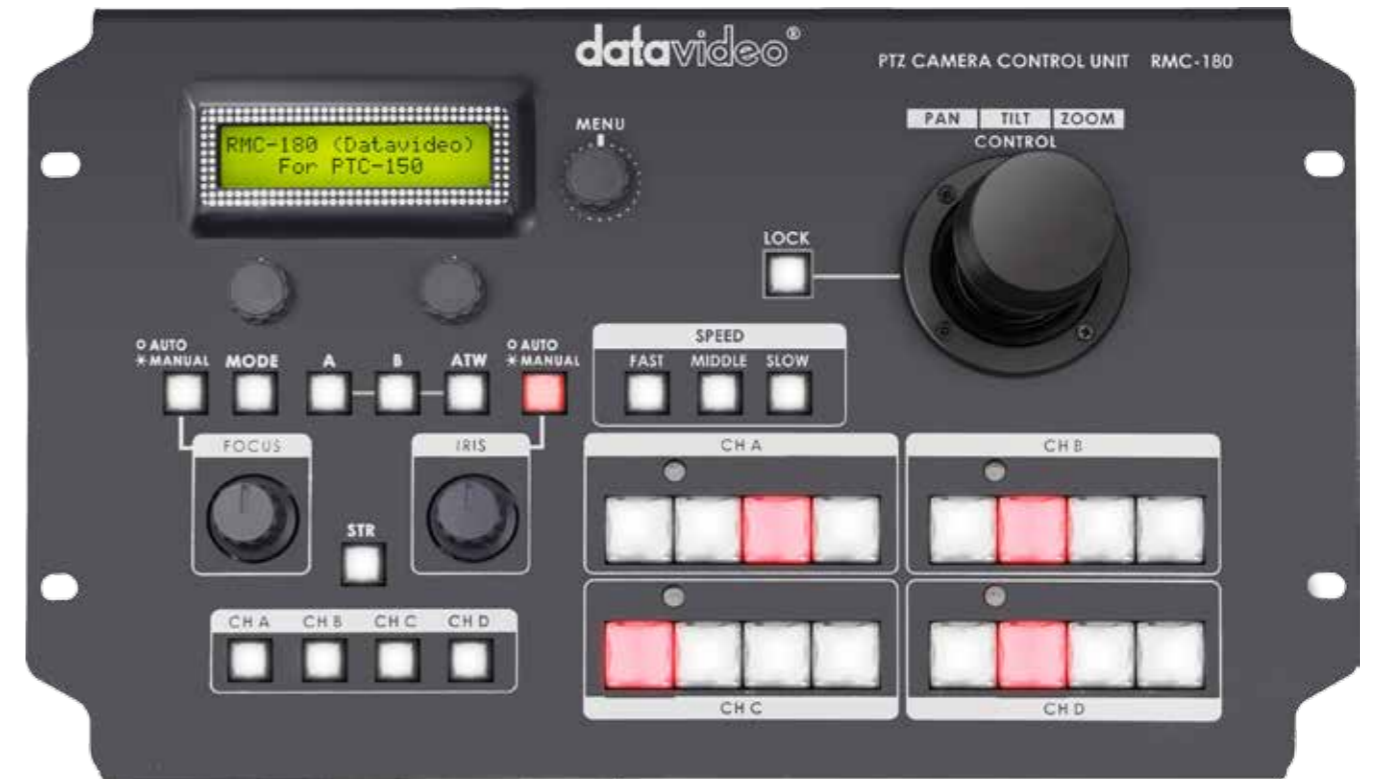 datavideo®
PTZ CAMERA CONTROL UNIT RMC-180
RMC-180 (Datavideo)
For PTC-150
MENU
PAN TILT ZOOM
CONTROL
LOCK
AUTO
MANUAL
MODE
A
B
ATW
AUTO
MANUAL
SPEED
FAST MIDDLE SLOW
FOCUS
IRIS
STR
CH A
CH B
CH A CH B CH C CH D
CH C
CH D